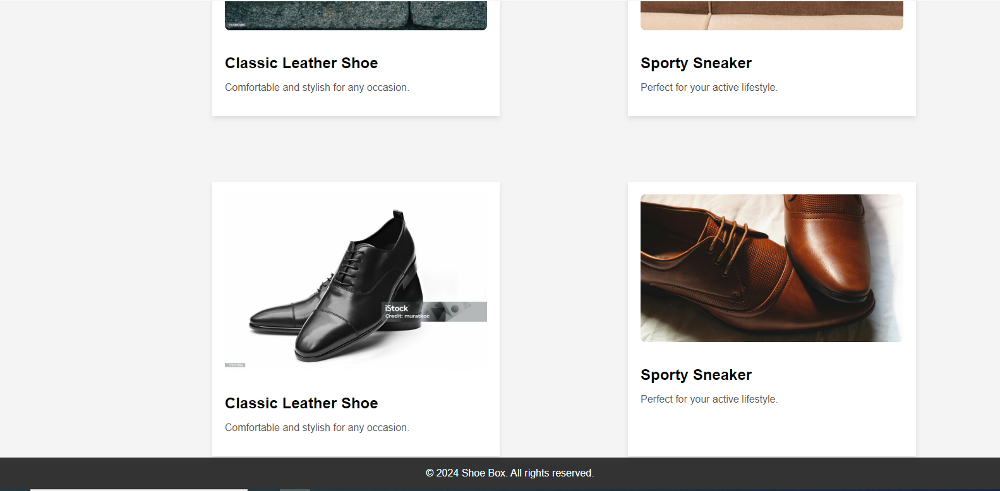 Classic Leather Shoe
Comfortable and stylish for any occasion.
Sporty Sneaker
Perfect for your active lifestyle.
iStock
Credit: muratkoc
Classic Leather Shoe
Comfortable and stylish for any occasion.
Sporty Sneaker
Perfect for your active lifestyle.
© 2024 Shoe Box. All rights reserved.